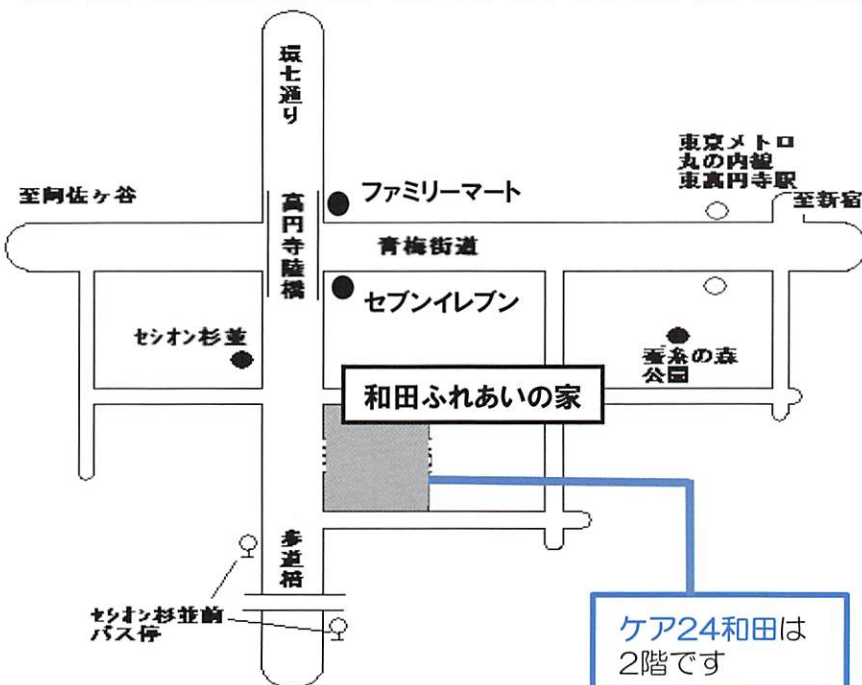 環七通り
東京メトロ
丸の内線
東高円寺駅
至阿佐ヶ谷
ファミリーマート
至新宿
高円寺陸橋
青梅街道
セブンイレブン
セシオン杉並
蚕糸の森
公園
和田ふれあいの家
歩道橋
セシオン杉並前
バス停
ケア24和田は
2階です